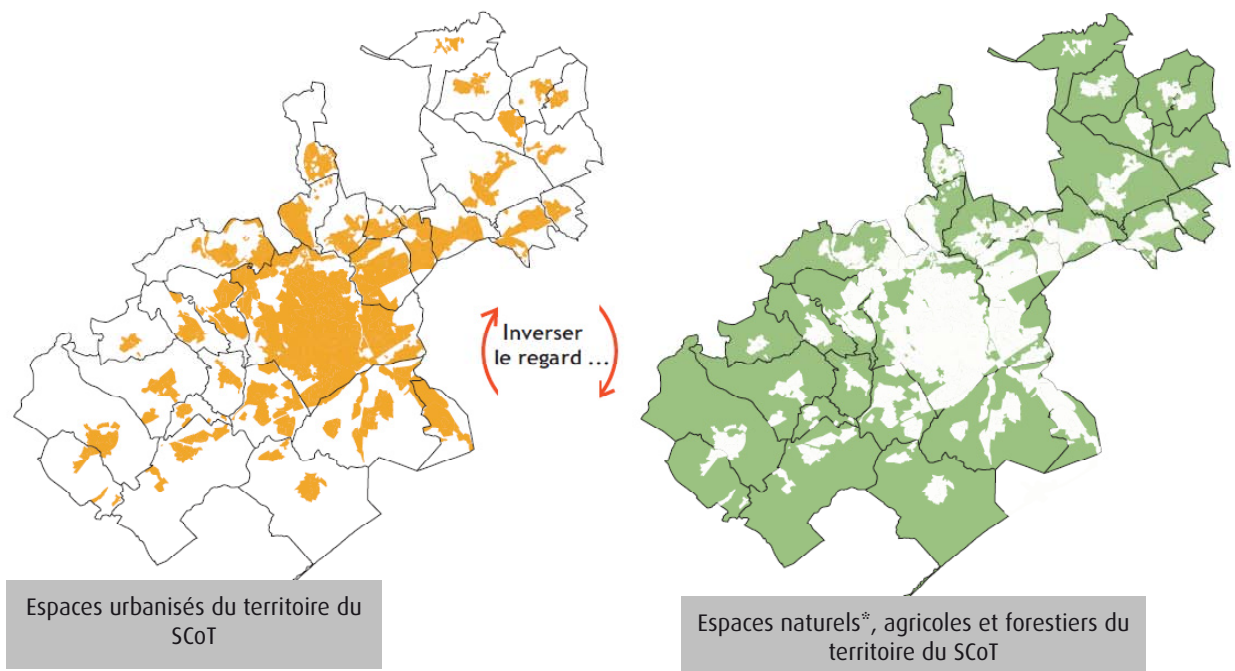 Inverser
le regard ...
Espaces urbanisés du territoire du
SCoT
Espaces naturels*, agricoles et forestiers du
territoire du SCoT